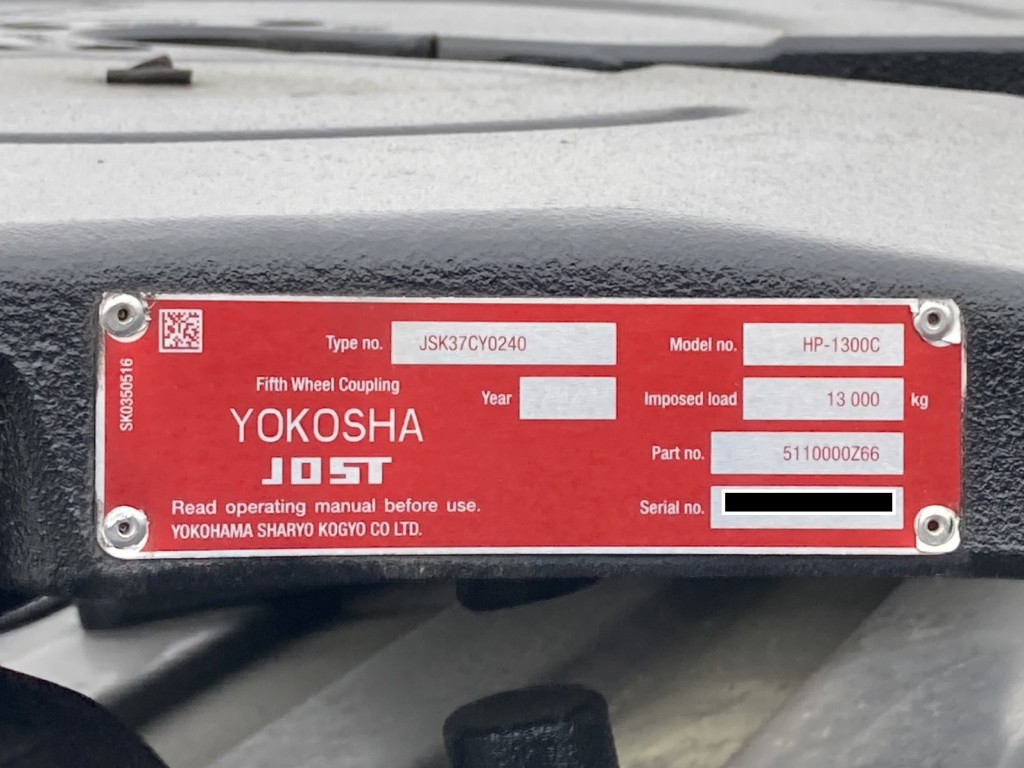 SK0350516
Type no. JSK37CY0240
Model no. HP-1300C
Fifth Wheel Coupling
Year
Imposed load 13 000 kg
YOKOSHA
JOST
Part no. 5110000Z66
Read operating manual before use.
Serial no.
YOKOHAMA SHARYO KOGYO CO LTD.